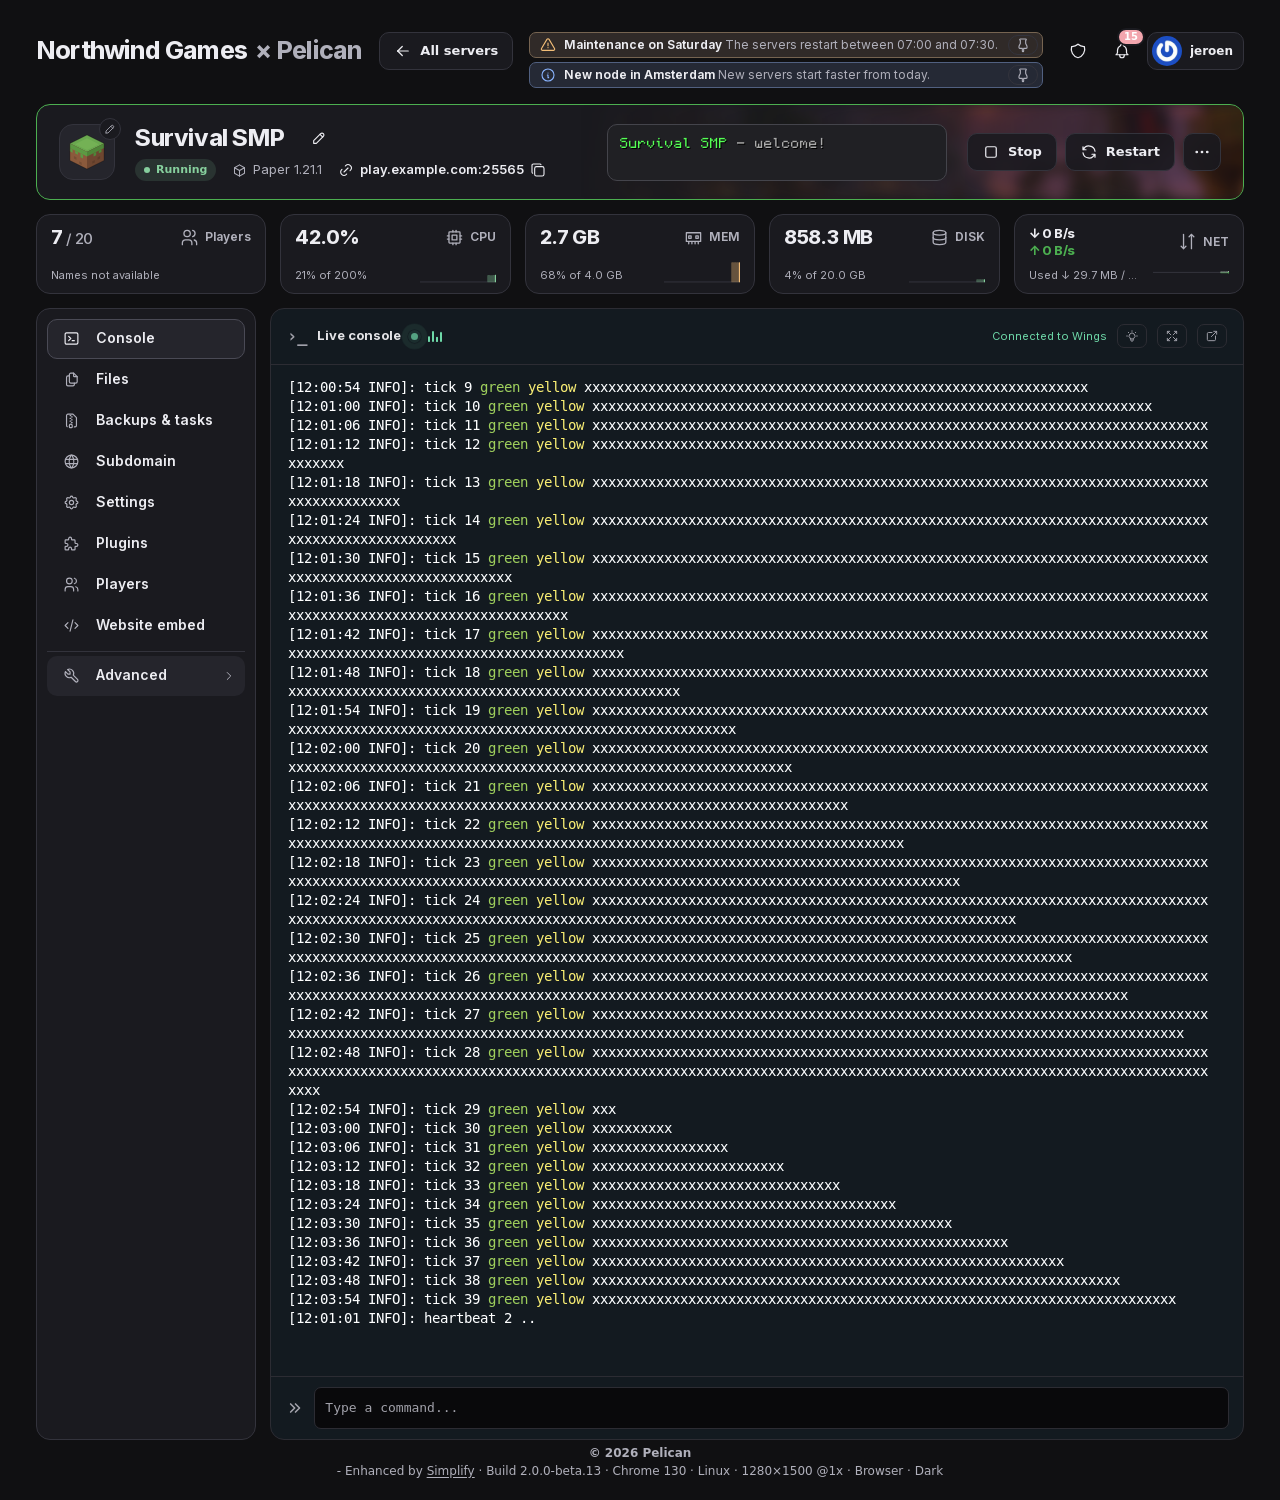 Northwind Games × Pelican
All servers
Maintenance on Saturday The servers restart between 07:00 and 07:30.
New node in Amsterdam New servers start faster from today.
15
jeroen
Survival SMP
Running
Paper 1.21.1
play.example.com:25565
Survival SMP - welcome!
Stop
Restart
7 / 20
Players
Names not available
42.0%
CPU
21% of 200%
2.7 GB
MEM
68% of 4.0 GB
858.3 MB
DISK
4% of 20.0 GB
↓ 0 B/s
↑ 0 B/s
NET
Used ↓ 29.7 MB / ...
Console
Files
Backups & tasks
Subdomain
Settings
Plugins
Players
Website embed
Advanced
Live console
Connected to Wings
[12:00:54 INFO]: tick 9 green yellow xxxxxxxxxxxxxxxxxxxxxxxxxxxxxxxxxxxxxxxxxxxxxxxxxxxxxxxxxxxxxxx
[12:01:00 INFO]: tick 10 green yellow xxxxxxxxxxxxxxxxxxxxxxxxxxxxxxxxxxxxxxxxxxxxxxxxxxxxxxxxxxxxxxxxxxxxxx
[12:01:06 INFO]: tick 11 green yellow xxxxxxxxxxxxxxxxxxxxxxxxxxxxxxxxxxxxxxxxxxxxxxxxxxxxxxxxxxxxxxxxxxxxxxxxxxxxx
[12:01:12 INFO]: tick 12 green yellow xxxxxxxxxxxxxxxxxxxxxxxxxxxxxxxxxxxxxxxxxxxxxxxxxxxxxxxxxxxxxxxxxxxxxxxxxxxxx
xxxxxxx
[12:01:18 INFO]: tick 13 green yellow xxxxxxxxxxxxxxxxxxxxxxxxxxxxxxxxxxxxxxxxxxxxxxxxxxxxxxxxxxxxxxxxxxxxxxxxxxxxx
xxxxxxxxxxxxxx
[12:01:24 INFO]: tick 14 green yellow xxxxxxxxxxxxxxxxxxxxxxxxxxxxxxxxxxxxxxxxxxxxxxxxxxxxxxxxxxxxxxxxxxxxxxxxxxxxx
xxxxxxxxxxxxxxxxxxxxx
[12:01:30 INFO]: tick 15 green yellow xxxxxxxxxxxxxxxxxxxxxxxxxxxxxxxxxxxxxxxxxxxxxxxxxxxxxxxxxxxxxxxxxxxxxxxxxxxxx
xxxxxxxxxxxxxxxxxxxxxxxxxxxx
[12:01:36 INFO]: tick 16 green yellow xxxxxxxxxxxxxxxxxxxxxxxxxxxxxxxxxxxxxxxxxxxxxxxxxxxxxxxxxxxxxxxxxxxxxxxxxxxxx
xxxxxxxxxxxxxxxxxxxxxxxxxxxxxxxxxxx
[12:01:42 INFO]: tick 17 green yellow xxxxxxxxxxxxxxxxxxxxxxxxxxxxxxxxxxxxxxxxxxxxxxxxxxxxxxxxxxxxxxxxxxxxxxxxxxxxx
xxxxxxxxxxxxxxxxxxxxxxxxxxxxxxxxxxxxxxxxxx
[12:01:48 INFO]: tick 18 green yellow xxxxxxxxxxxxxxxxxxxxxxxxxxxxxxxxxxxxxxxxxxxxxxxxxxxxxxxxxxxxxxxxxxxxxxxxxxxxx
xxxxxxxxxxxxxxxxxxxxxxxxxxxxxxxxxxxxxxxxxxxxxxxxx
[12:01:54 INFO]: tick 19 green yellow xxxxxxxxxxxxxxxxxxxxxxxxxxxxxxxxxxxxxxxxxxxxxxxxxxxxxxxxxxxxxxxxxxxxxxxxxxxxx
xxxxxxxxxxxxxxxxxxxxxxxxxxxxxxxxxxxxxxxxxxxxxxxxxxxxxxxx
[12:02:00 INFO]: tick 20 green yellow xxxxxxxxxxxxxxxxxxxxxxxxxxxxxxxxxxxxxxxxxxxxxxxxxxxxxxxxxxxxxxxxxxxxxxxxxxxxx
xxxxxxxxxxxxxxxxxxxxxxxxxxxxxxxxxxxxxxxxxxxxxxxxxxxxxxxxxxxxxxx
[12:02:06 INFO]: tick 21 green yellow xxxxxxxxxxxxxxxxxxxxxxxxxxxxxxxxxxxxxxxxxxxxxxxxxxxxxxxxxxxxxxxxxxxxxxxxxxxxx
xxxxxxxxxxxxxxxxxxxxxxxxxxxxxxxxxxxxxxxxxxxxxxxxxxxxxxxxxxxxxxxxxxxxxx
[12:02:12 INFO]: tick 22 green yellow xxxxxxxxxxxxxxxxxxxxxxxxxxxxxxxxxxxxxxxxxxxxxxxxxxxxxxxxxxxxxxxxxxxxxxxxxxxxx
xxxxxxxxxxxxxxxxxxxxxxxxxxxxxxxxxxxxxxxxxxxxxxxxxxxxxxxxxxxxxxxxxxxxxxxxxxxxx
[12:02:18 INFO]: tick 23 green yellow xxxxxxxxxxxxxxxxxxxxxxxxxxxxxxxxxxxxxxxxxxxxxxxxxxxxxxxxxxxxxxxxxxxxxxxxxxxxx
xxxxxxxxxxxxxxxxxxxxxxxxxxxxxxxxxxxxxxxxxxxxxxxxxxxxxxxxxxxxxxxxxxxxxxxxxxxxxxxxxxxx
[12:02:24 INFO]: tick 24 green yellow xxxxxxxxxxxxxxxxxxxxxxxxxxxxxxxxxxxxxxxxxxxxxxxxxxxxxxxxxxxxxxxxxxxxxxxxxxxxx
xxxxxxxxxxxxxxxxxxxxxxxxxxxxxxxxxxxxxxxxxxxxxxxxxxxxxxxxxxxxxxxxxxxxxxxxxxxxxxxxxxxxxxxxxxx
[12:02:30 INFO]: tick 25 green yellow xxxxxxxxxxxxxxxxxxxxxxxxxxxxxxxxxxxxxxxxxxxxxxxxxxxxxxxxxxxxxxxxxxxxxxxxxxxxx
xxxxxxxxxxxxxxxxxxxxxxxxxxxxxxxxxxxxxxxxxxxxxxxxxxxxxxxxxxxxxxxxxxxxxxxxxxxxxxxxxxxxxxxxxxxxxxxxxx
[12:02:36 INFO]: tick 26 green yellow xxxxxxxxxxxxxxxxxxxxxxxxxxxxxxxxxxxxxxxxxxxxxxxxxxxxxxxxxxxxxxxxxxxxxxxxxxxxx
xxxxxxxxxxxxxxxxxxxxxxxxxxxxxxxxxxxxxxxxxxxxxxxxxxxxxxxxxxxxxxxxxxxxxxxxxxxxxxxxxxxxxxxxxxxxxxxxxxxxxxxxx
[12:02:42 INFO]: tick 27 green yellow xxxxxxxxxxxxxxxxxxxxxxxxxxxxxxxxxxxxxxxxxxxxxxxxxxxxxxxxxxxxxxxxxxxxxxxxxxxxx
xxxxxxxxxxxxxxxxxxxxxxxxxxxxxxxxxxxxxxxxxxxxxxxxxxxxxxxxxxxxxxxxxxxxxxxxxxxxxxxxxxxxxxxxxxxxxxxxxxxxxxxxxxxxxxxx
[12:02:48 INFO]: tick 28 green yellow xxxxxxxxxxxxxxxxxxxxxxxxxxxxxxxxxxxxxxxxxxxxxxxxxxxxxxxxxxxxxxxxxxxxxxxxxxxxx
xxxxxxxxxxxxxxxxxxxxxxxxxxxxxxxxxxxxxxxxxxxxxxxxxxxxxxxxxxxxxxxxxxxxxxxxxxxxxxxxxxxxxxxxxxxxxxxxxxxxxxxxxxxxxxxxxxx
xxxx
[12:02:54 INFO]: tick 29 green yellow xxx
[12:03:00 INFO]: tick 30 green yellow xxxxxxxxxx
[12:03:06 INFO]: tick 31 green yellow xxxxxxxxxxxxxxxxx
[12:03:12 INFO]: tick 32 green yellow xxxxxxxxxxxxxxxxxxxxxxxx
[12:03:18 INFO]: tick 33 green yellow xxxxxxxxxxxxxxxxxxxxxxxxxxxxxxx
[12:03:24 INFO]: tick 34 green yellow xxxxxxxxxxxxxxxxxxxxxxxxxxxxxxxxxxxxxx
[12:03:30 INFO]: tick 35 green yellow xxxxxxxxxxxxxxxxxxxxxxxxxxxxxxxxxxxxxxxxxxxxx
[12:03:36 INFO]: tick 36 green yellow xxxxxxxxxxxxxxxxxxxxxxxxxxxxxxxxxxxxxxxxxxxxxxxxxxxx
[12:03:42 INFO]: tick 37 green yellow xxxxxxxxxxxxxxxxxxxxxxxxxxxxxxxxxxxxxxxxxxxxxxxxxxxxxxxxxxx
[12:03:48 INFO]: tick 38 green yellow xxxxxxxxxxxxxxxxxxxxxxxxxxxxxxxxxxxxxxxxxxxxxxxxxxxxxxxxxxxxxxxxxx
[12:03:54 INFO]: tick 39 green yellow xxxxxxxxxxxxxxxxxxxxxxxxxxxxxxxxxxxxxxxxxxxxxxxxxxxxxxxxxxxxxxxxxxxxxxxxx
[12:01:01 INFO]: heartbeat 2 ..
Type a command...
© 2026 Pelican
- Enhanced by Simplify · Build 2.0.0-beta.13 · Chrome 130 · Linux · 1280×1500 @1x · Browser · Dark